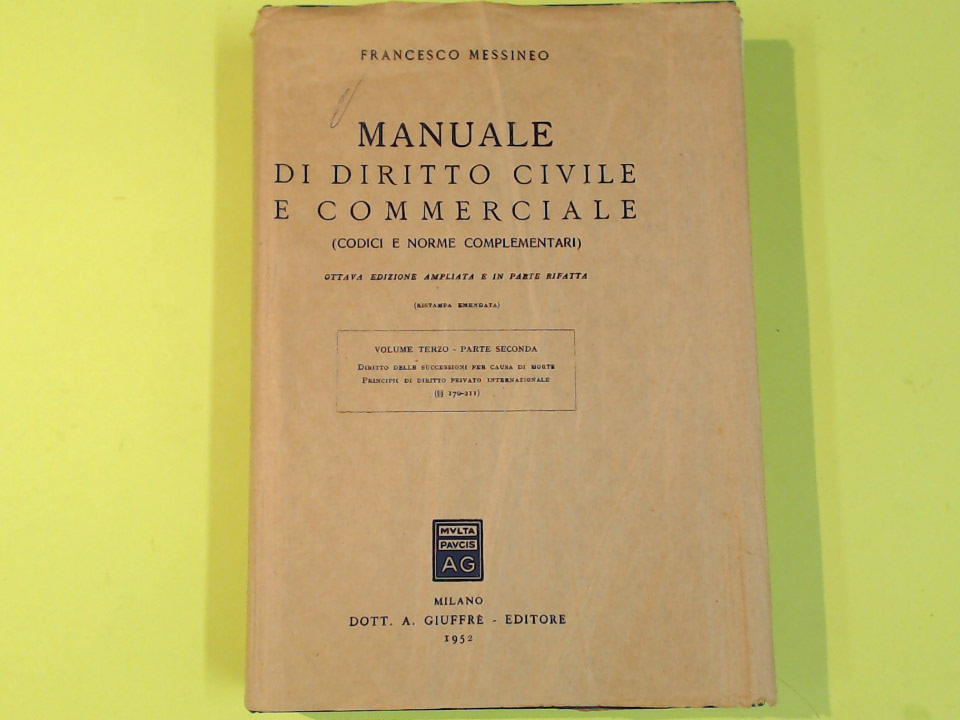 FRANCESCO MESSINEO
MANUALE
DI DIRITTO CIVILE
E COMMERCIALE
(CODICI E NORME COMPLEMENTARI)
OTTAVA EDIZIONE AMPLIATA E IN PARTE RIFATTA
(RISTAMPA EMENDATA)
VOLUME TERZO - PARTE SECONDA
DIRITTO DELLE SUCCESSIONI PER CAUSA DI MORTE
PRINCIPII DI DIRITTO PRIVATO INTERNAZIONALE
(§§ 170-211)
MVLTA
PAVCIS
AG
MILANO
DOTT. A. GIUFFRÈ - EDITORE
1952